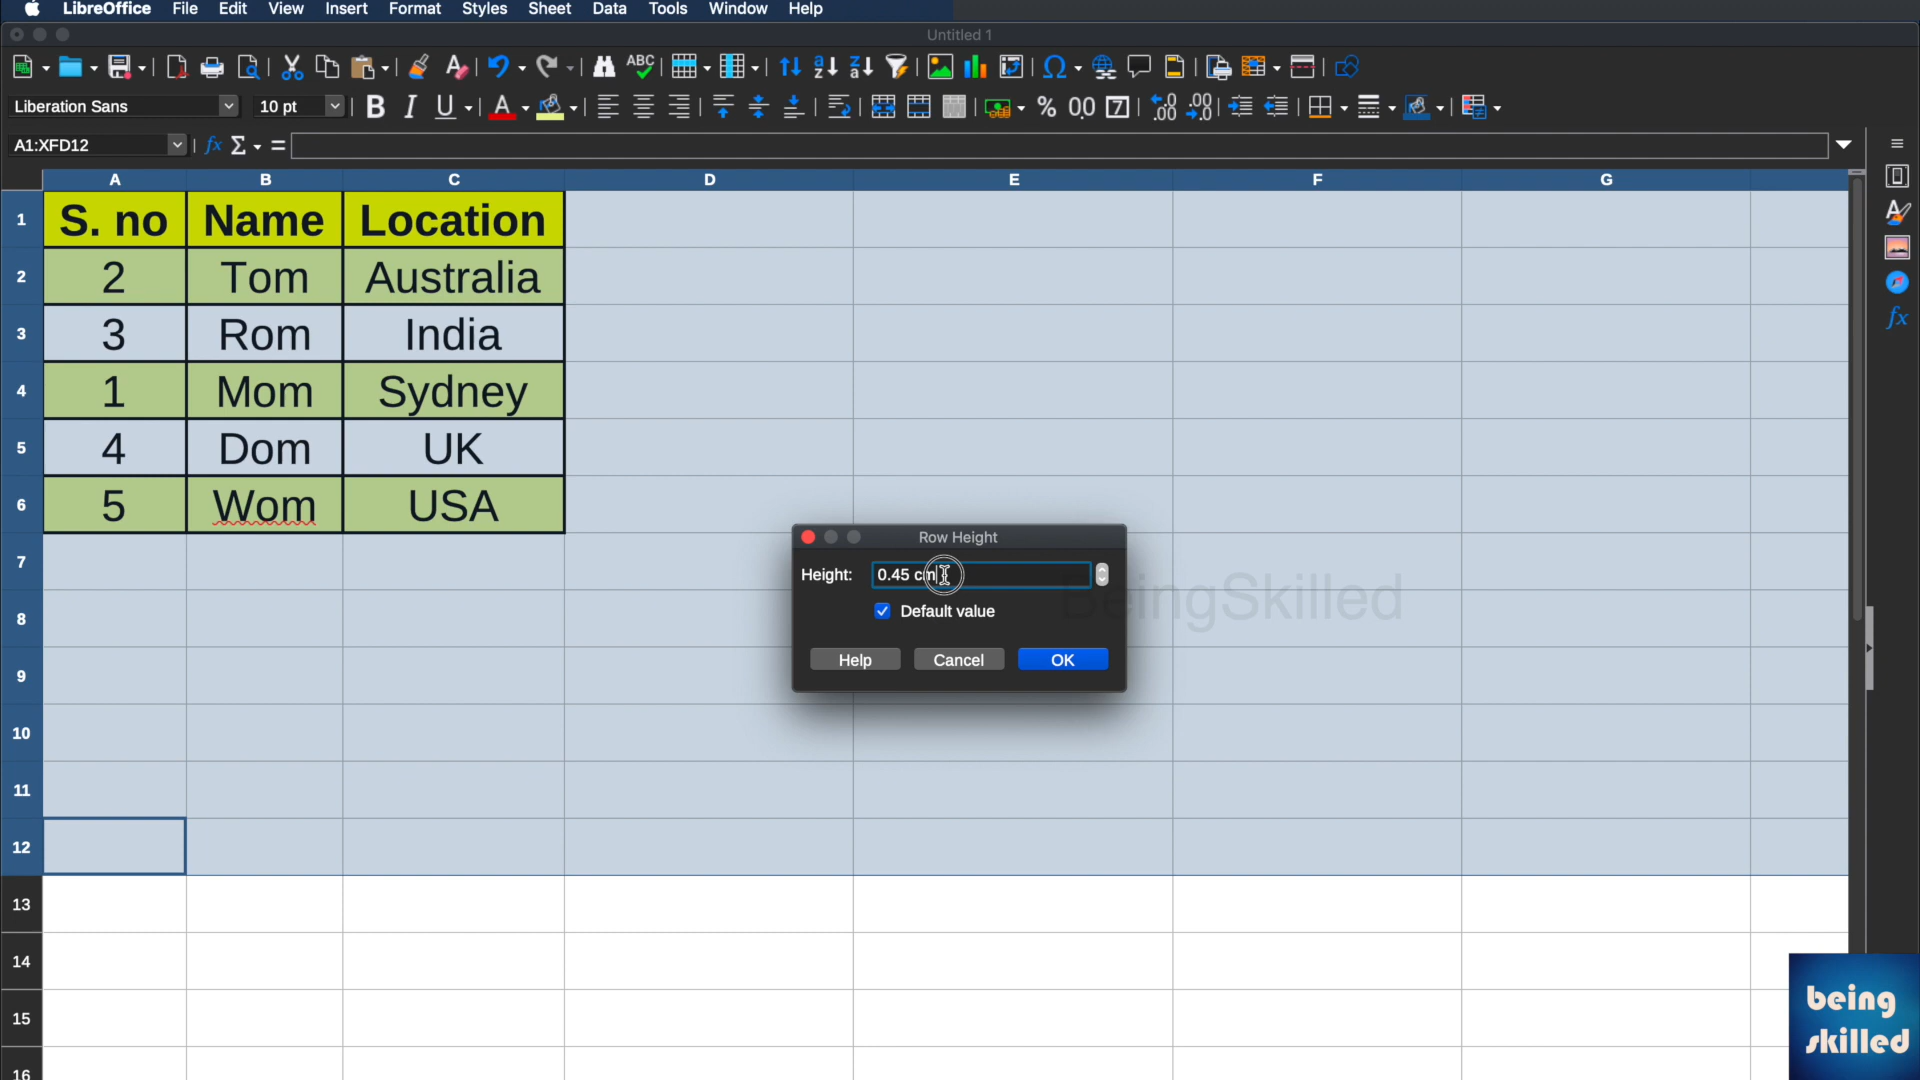 LibreOffice File Edit View Insert Format Styles Sheet Data Tools Window Help
Untitled 1
Liberation Sans 10 pt
A1:XFD12
A B C D E F G
1 S. no Name Location
2 2 Tom Australia
3 3 Rom India
4 1 Mom Sydney
5 4 Dom UK
6 5 Wom USA
7
8
9
10
11
12
13
14
15
16
Row Height
Height: 0.45 cm
Default value
Help Cancel OK
BeingSkilled
being
skilled